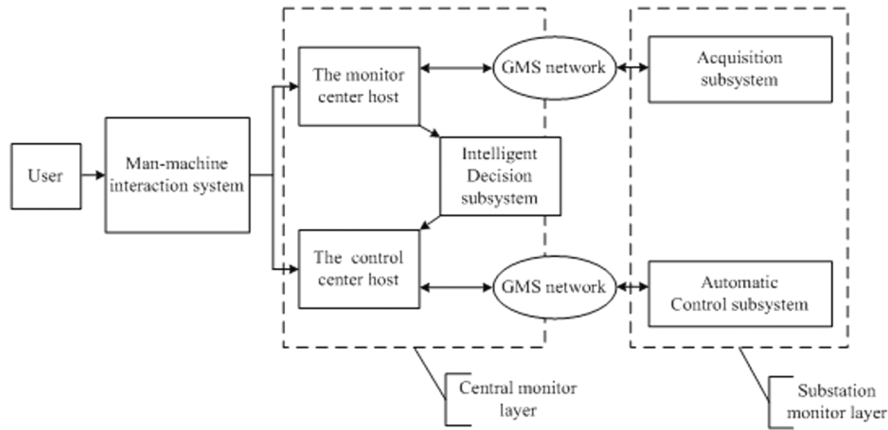 The monitor
center host
GMS network
Acquisition
subsystem
User
Man-machine
interaction system
Intelligent
Decision
subsystem
The control
center host
GMS network
Automatic
Control subsystem
Central monitor
layer
Substation
monitor layer